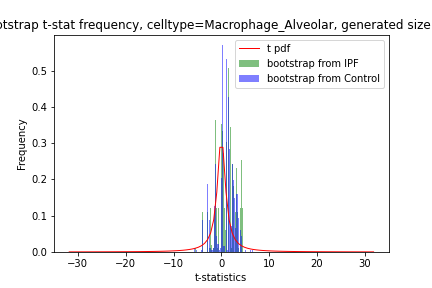 otstrap t-stat frequency, celltype=Macrophage_Alveolar, generated size
t pdf
bootstrap from IPF
bootstrap from Control
Frequency
0.5
0.4
0.3
0.2
0.1
0.0
−30 −20 −10 0 10 20 30
t-statistics